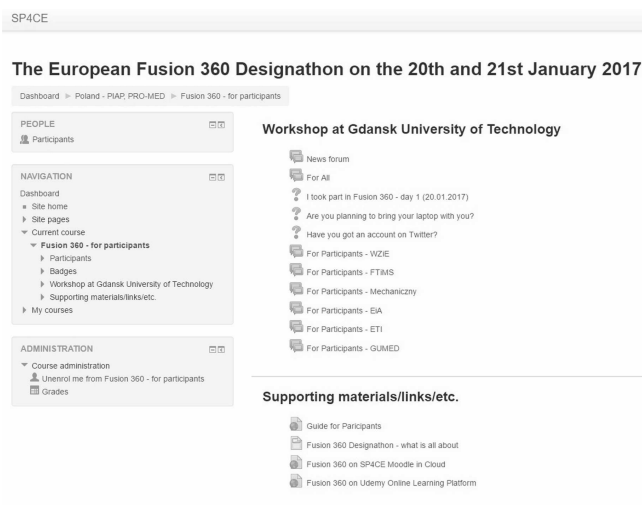 SP4CE
The European Fusion 360 Designathon on the 20th and 21st January 2017
Dashboard ▶ Poland - PIAP, PRO-MED ▶ Fusion 360 - for participants
PEOPLE
Participants
NAVIGATION
Dashboard
Site home
Site pages
Current course
Fusion 360 - for participants
Participants
Badges
Workshop at Gdansk University of Technology
Supporting materials/links/etc.
My courses
ADMINISTRATION
Course administration
Unenrol me from Fusion 360 - for participants
Grades
Workshop at Gdansk University of Technology
News forum
For All
I took part in Fusion 360 - day 1 (20.01.2017)
Are you planning to bring your laptop with you?
Have you got an account on Twitter?
For Participants - WZiE
For Participants - FTiMS
For Participants - Mechaniczny
For Participants - EiA
For Participants - ETI
For Participants - GUMED
Supporting materials/links/etc.
Guide for Paricipants
Fusion 360 Designathon - what is all about
Fusion 360 on SP4CE Moodle in Cloud
Fusion 360 on Udemy Online Learning Platform